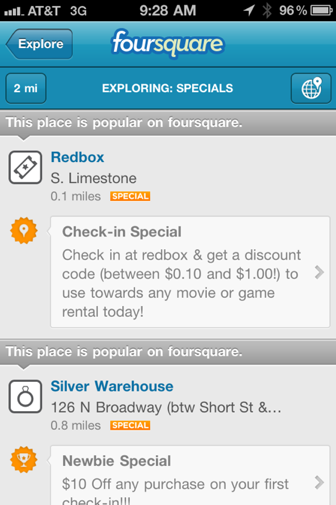 AT&T 3G 9:28 AM 96%
Explore foursquare
2 mi EXPLORING: SPECIALS
This place is popular on foursquare.
Redbox
S. Limestone
0.1 miles SPECIAL
Check-in Special
Check in at redbox & get a discount
code (between $0.10 and $1.00!) to
use towards any movie or game
rental today!
This place is popular on foursquare.
Silver Warehouse
126 N Broadway (btw Short St &...
0.8 miles SPECIAL
Newbie Special
$10 Off any purchase on your first
check-in!!!